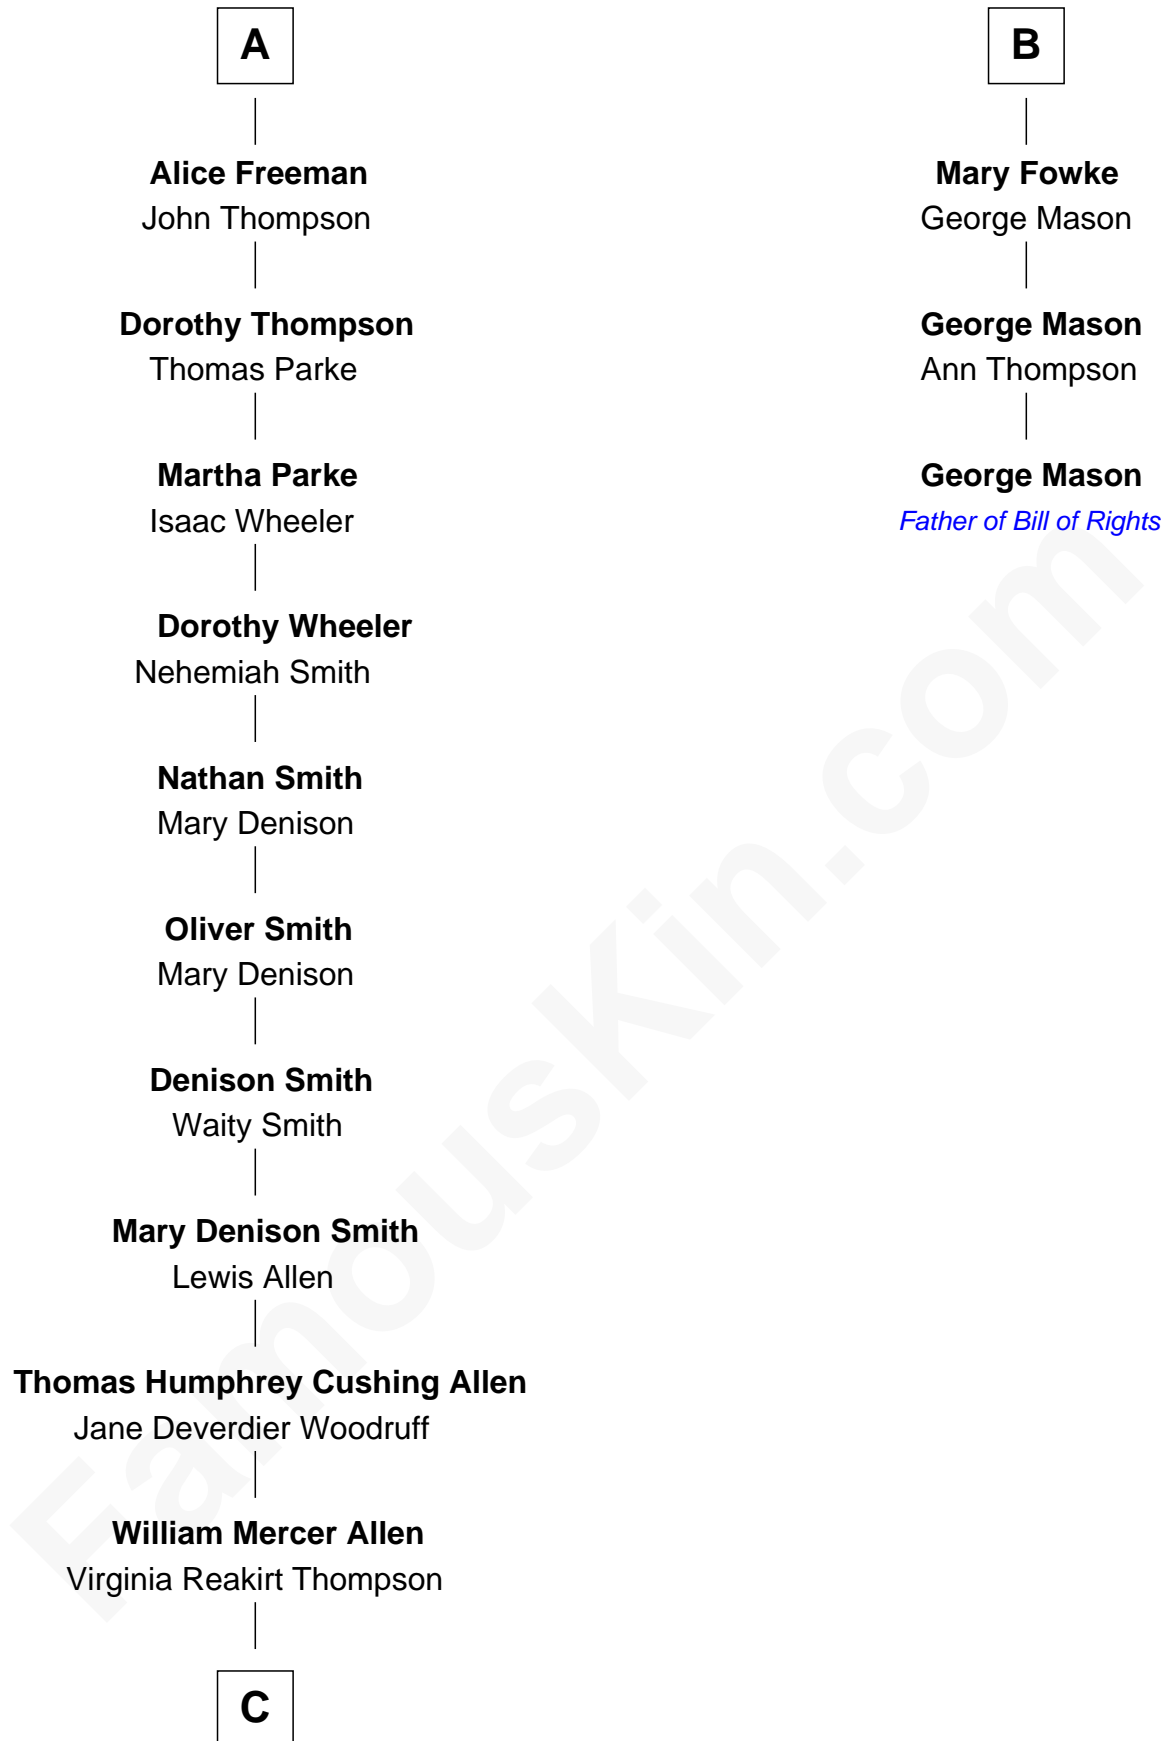 A
Alice Freeman
John Thompson
Dorothy Thompson
Thomas Parke
Martha Parke
Isaac Wheeler
Dorothy Wheeler
Nehemiah Smith
Nathan Smith
Mary Denison
Oliver Smith
Mary Denison
Denison Smith
Waity Smith
Mary Denison Smith
Lewis Allen
Thomas Humphrey Cushing Allen
Jane Deverdier Woodruff
William Mercer Allen
Virginia Reakirt Thompson
C
B
Mary Fowke
George Mason
George Mason
Ann Thompson
George Mason
Father of Bill of Rights
FamousKin.com